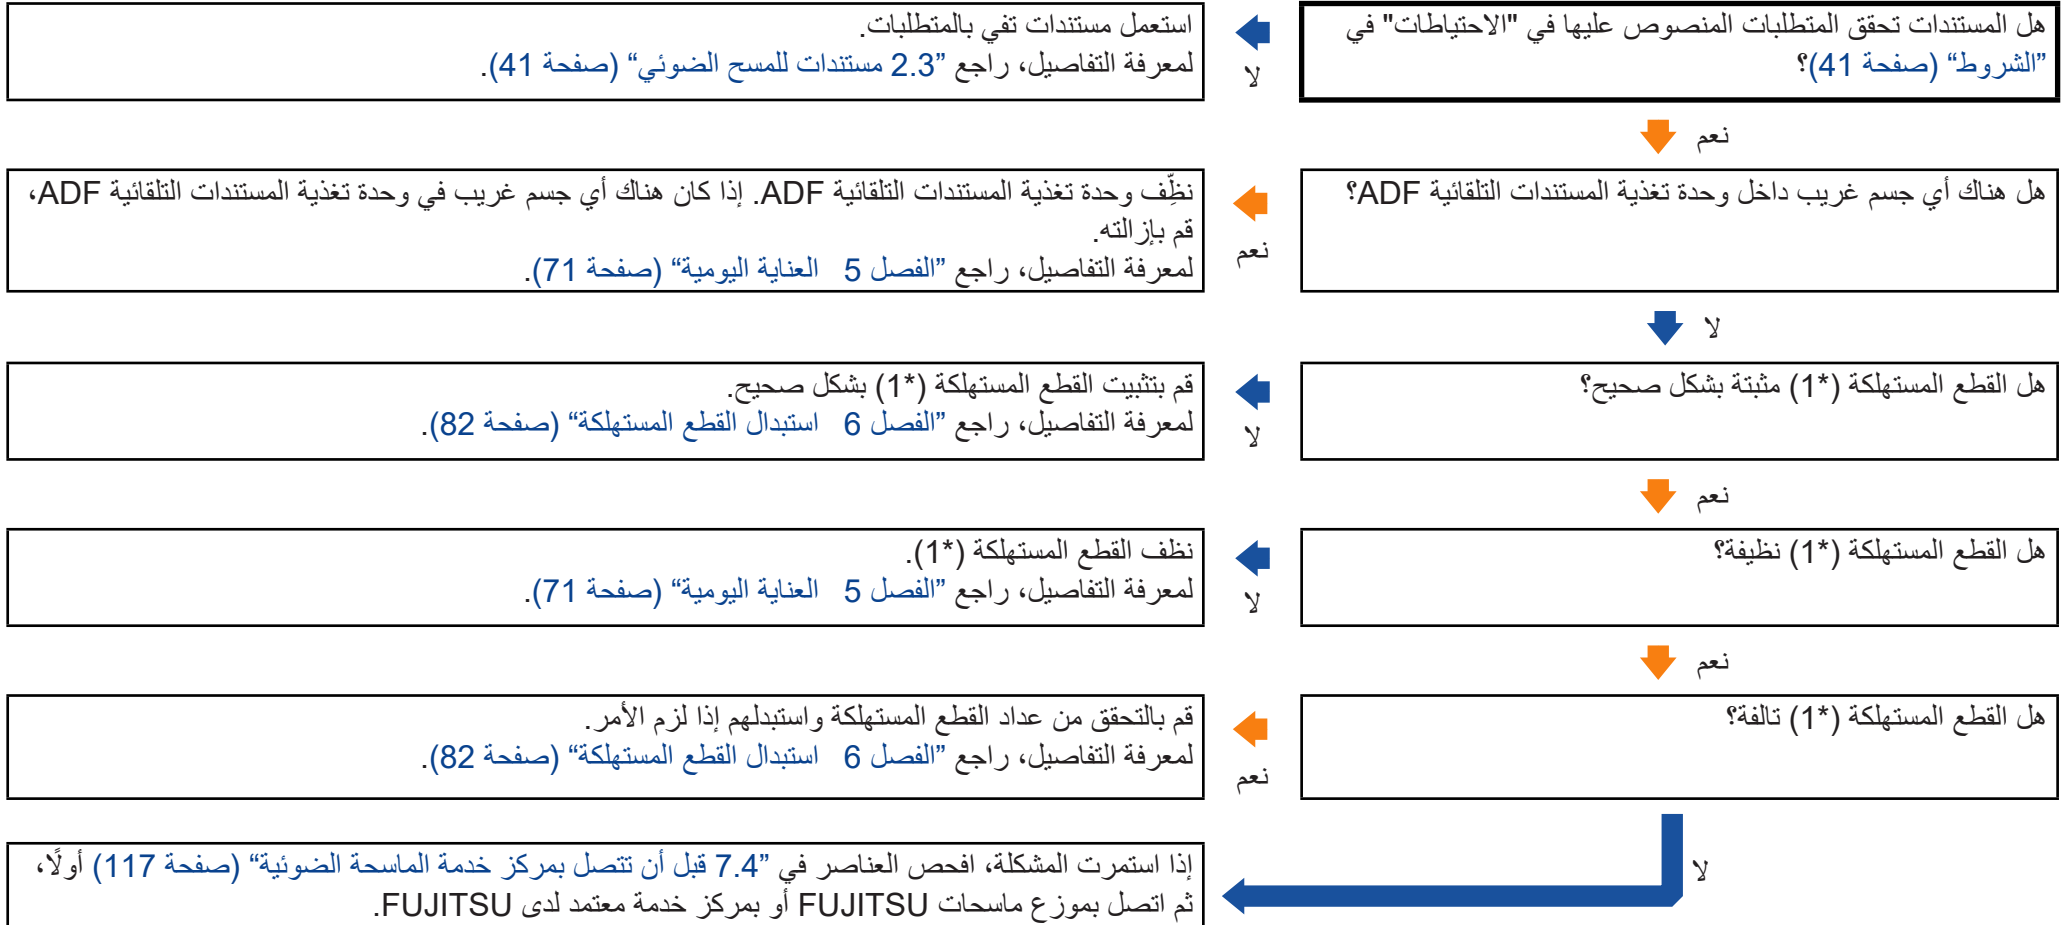 هل المستندات تحقق المتطلبات المنصوص عليها في "الاحتياطات" في
”الشروط“ (صفحة 41)؟
لا
استعمل مستندات تفي بالمتطلبات.
لمعرفة التفاصيل، راجع ”2.3 مستندات للمسح الضوئي“ (صفحة 41).
نعم
هل هناك أي جسم غريب داخل وحدة تغذية المستندات التلقائية ADF؟
نعم
نظِّف وحدة تغذية المستندات التلقائية ADF. إذا كان هناك أي جسم غريب في وحدة تغذية المستندات التلقائية ADF،
قم بإزالته.
لمعرفة التفاصيل، راجع ”الفصل 5 العناية اليومية“ (صفحة 71).
لا
هل القطع المستهلكة (*1) مثبتة بشكل صحيح؟
لا
قم بتثبيت القطع المستهلكة (*1) بشكل صحيح.
لمعرفة التفاصيل، راجع ”الفصل 6 استبدال القطع المستهلكة“ (صفحة 82).
نعم
هل القطع المستهلكة (*1) نظيفة؟
لا
نظف القطع المستهلكة (*1).
لمعرفة التفاصيل، راجع ”الفصل 5 العناية اليومية“ (صفحة 71).
نعم
هل القطع المستهلكة (*1) تالفة؟
نعم
قم بالتحقق من عداد القطع المستهلكة واستبدلهم إذا لزم الأمر.
لمعرفة التفاصيل، راجع ”الفصل 6 استبدال القطع المستهلكة“ (صفحة 82).
لا
إذا استمرت المشكلة، افحص العناصر في ”7.4 قبل أن تتصل بمركز خدمة الماسحة الضوئية“ (صفحة 117) أولًا،
ثم اتصل بموزع ماسحات FUJITSU أو بمركز خدمة معتمد لدى FUJITSU.